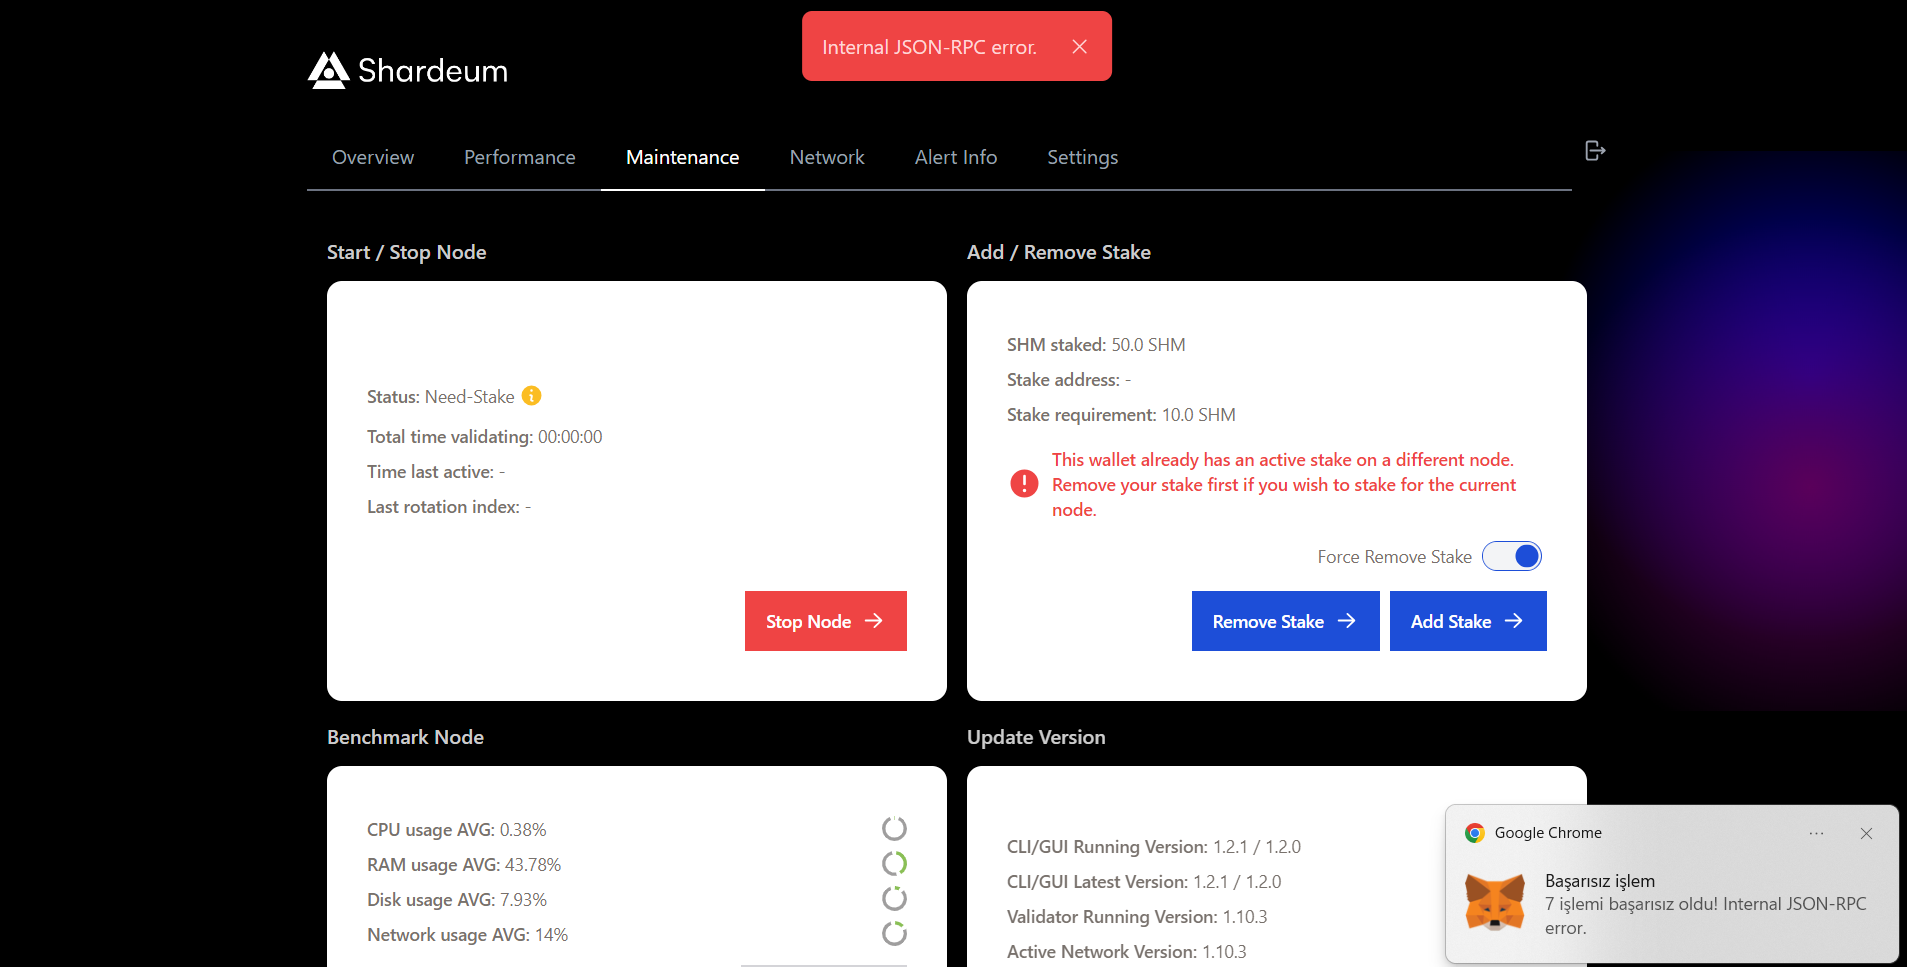 Internal JSON-RPC error.
Shardeum
Overview
Performance
Maintenance
Network
Alert Info
Settings
Start / Stop Node
Status: Need-Stake
Total time validating: 00:00:00
Time last active: -
Last rotation index: -
Stop Node
Add / Remove Stake
SHM staked: 50.0 SHM
Stake address: -
Stake requirement: 10.0 SHM
This wallet already has an active stake on a different node.
Remove your stake first if you wish to stake for the current
node.
Force Remove Stake
Remove Stake
Add Stake
Benchmark Node
CPU usage AVG: 0.38%
RAM usage AVG: 43.78%
Disk usage AVG: 7.93%
Network usage AVG: 14%
Update Version
CLI/GUI Running Version: 1.2.1 / 1.2.0
CLI/GUI Latest Version: 1.2.1 / 1.2.0
Validator Running Version: 1.10.3
Active Network Version: 1.10.3
Google Chrome
Başarısız işlem
7 işlemi başarısız oldu! Internal JSON-RPC
error.